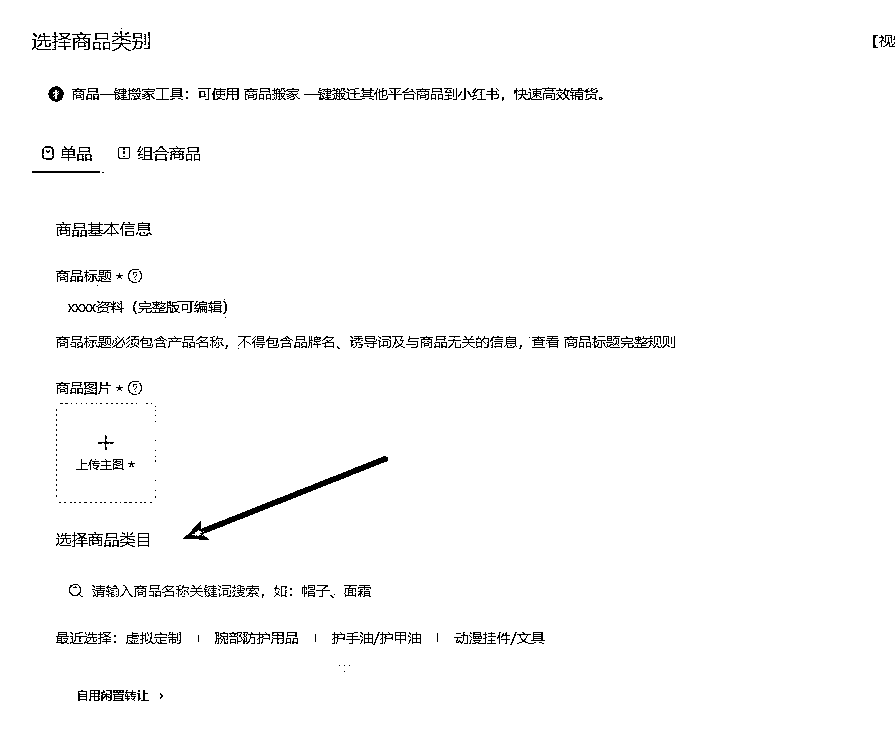 选择商品类别
商品一键搬家工具：可使用 商品搬家 一键搬迁其他平台商品到小红书，快速高效铺货。
单品 组合商品
商品基本信息
商品标题 * ?
xxxx资料（完整版可编辑）
商品标题必须包含产品名称，不得包含品牌名、诱导词及与商品无关的信息，查看 商品标题完整规则
商品图片 * ?
上传主图 *
选择商品类目
请输入商品名称关键词搜索，如：帽子、面霜
最近选择：虚拟定制 | 腕部防护用品 | 护手油/护甲油 | 动漫挂件/文具
自用闲置转让 ›